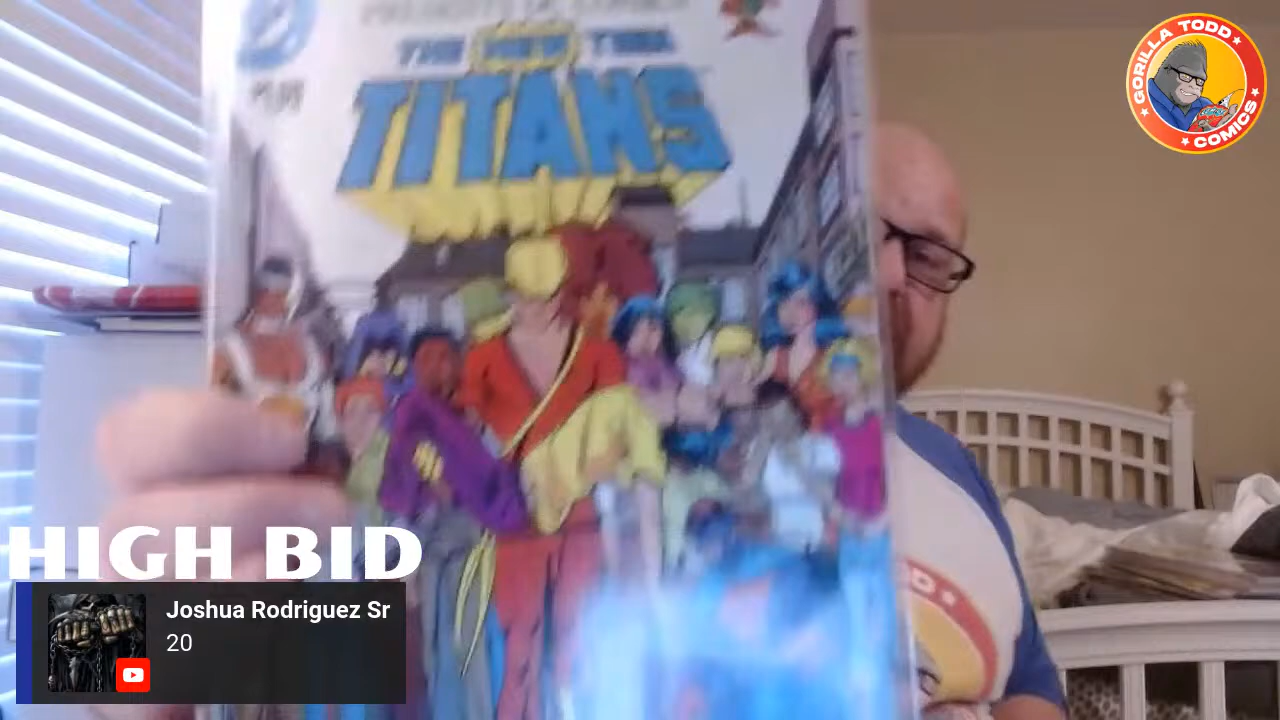 GORILLA TODD
COMICS
THE NEW TEEN
TITANS
HIGH BID
Joshua Rodriguez Sr
20